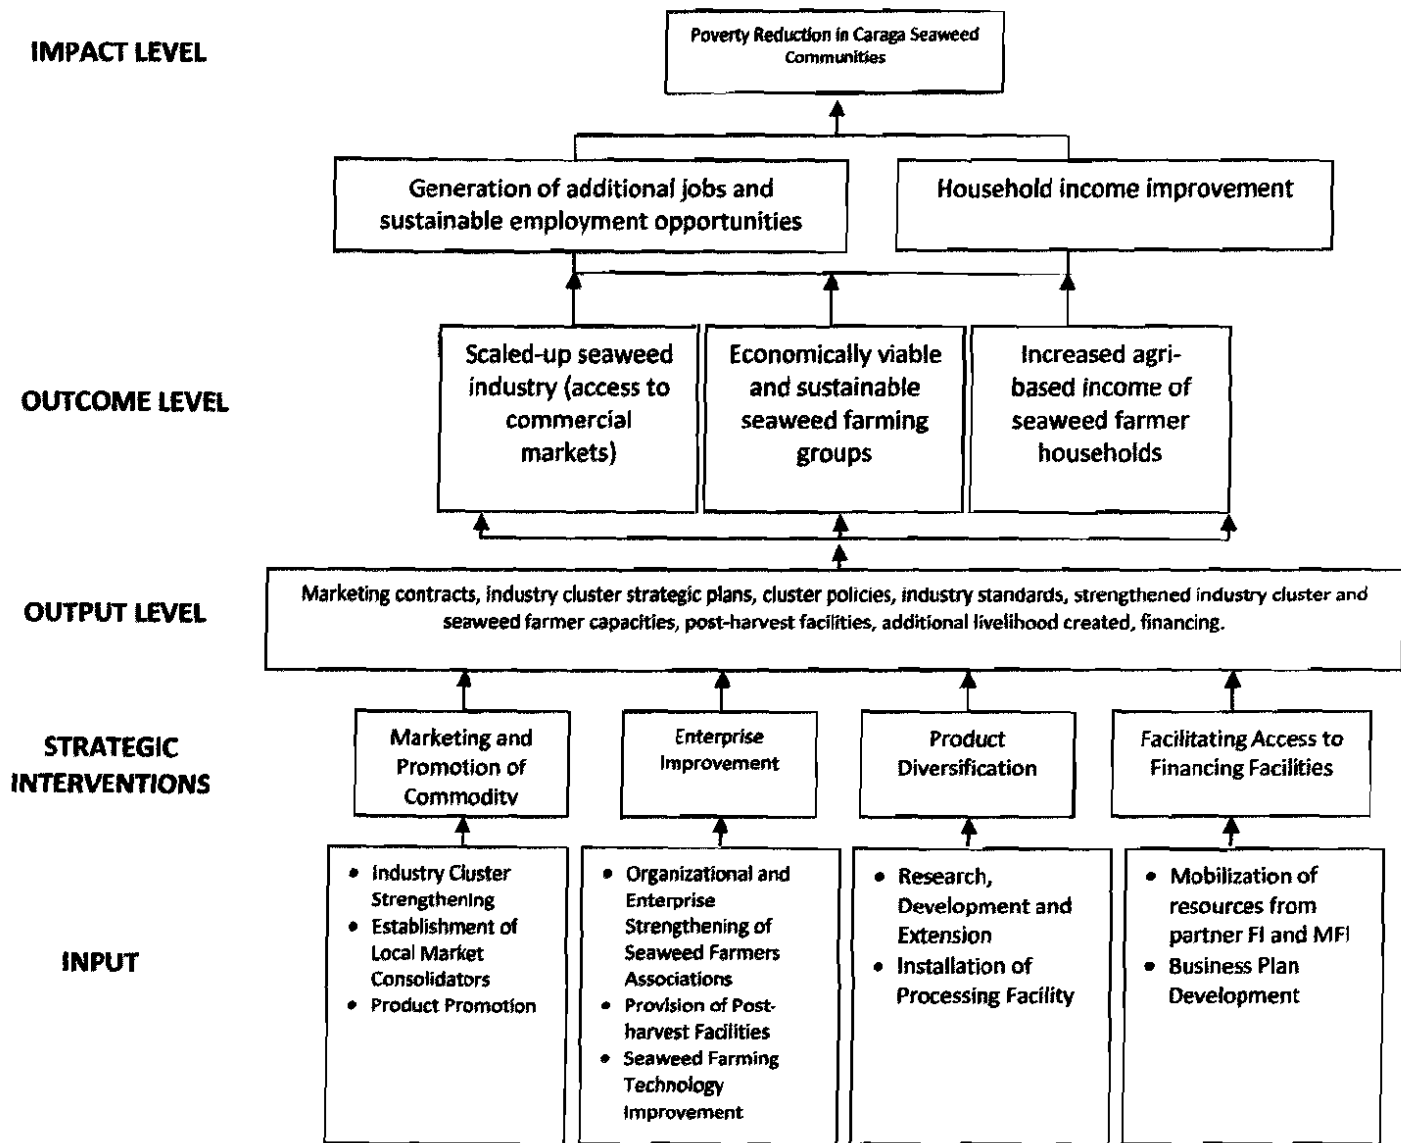 IMPACT LEVEL
Poverty Reduction in Caraga Seaweed
Communities
Generation of additional jobs and
sustainable employment opportunities
Household income improvement
OUTCOME LEVEL
Scaled-up seaweed
industry (access to
commercial
markets)
Economically viable
and sustainable
seaweed farming
groups
Increased agri-
based income of
seaweed farmer
households
OUTPUT LEVEL
Marketing contracts, industry cluster strategic plans, cluster policies, industry standards, strengthened industry cluster and
seaweed farmer capacities, post-harvest facilities, additional livelihood created, financing.
STRATEGIC
INTERVENTIONS
Marketing and
Promotion of
Commodity
Enterprise
Improvement
Product
Diversification
Facilitating Access to
Financing Facilities
INPUT
• Industry Cluster
Strengthening
• Establishment of
Local Market
Consolidators
• Product Promotion
• Organizational and
Enterprise
Strengthening of
Seaweed Farmers
Associations
• Provision of Post-
harvest Facilities
• Seaweed Farming
Technology
Improvement
• Research,
Development and
Extension
• Installation of
Processing Facility
• Mobilization of
resources from
partner FI and MFI
• Business Plan
Development